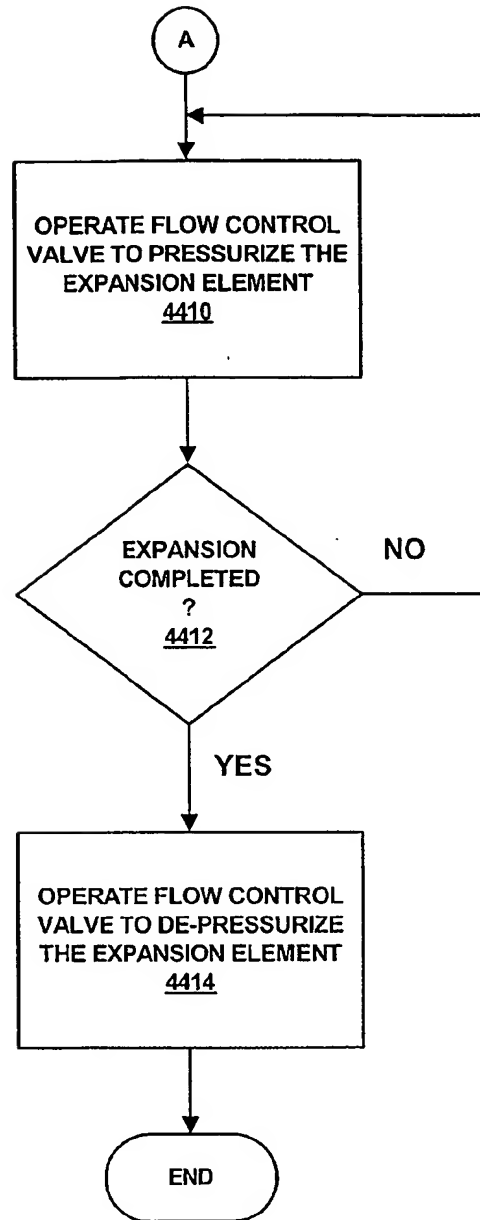 A
OPERATE FLOW CONTROL
VALVE TO PRESSURIZE THE
EXPANSION ELEMENT
4410
EXPANSION
COMPLETED
?
4412
NO
YES
OPERATE FLOW CONTROL
VALVE TO DE-PRESSURIZE
THE EXPANSION ELEMENT
4414
END